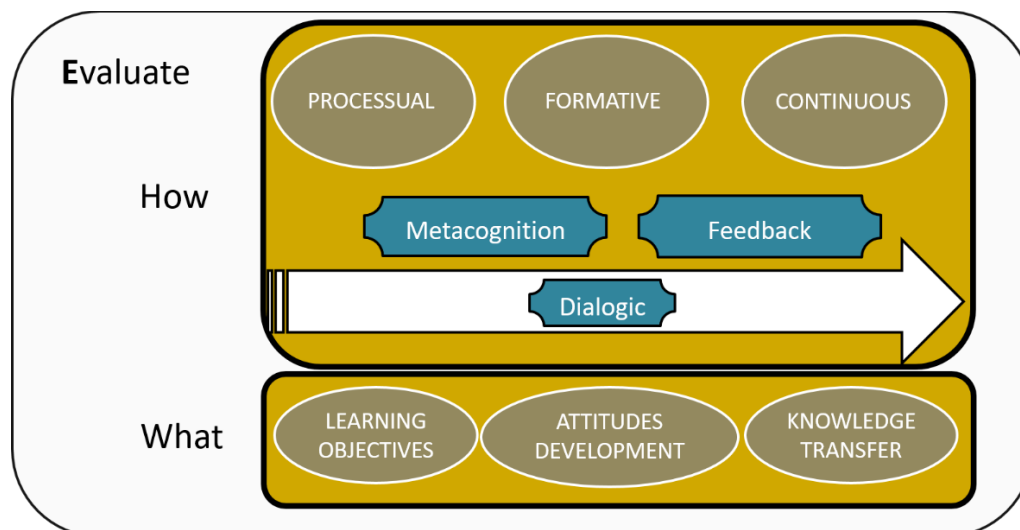 Evaluate
PROCESSUAL
FORMATIVE
CONTINUOUS
How
Metacognition
Feedback
Dialogic
What
LEARNING
OBJECTIVES
ATTITUDES
DEVELOPMENT
KNOWLEDGE
TRANSFER